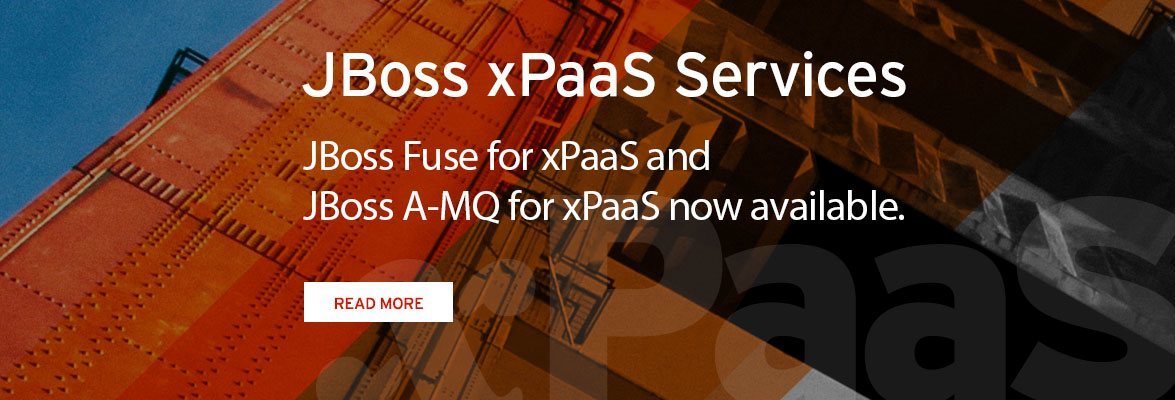 JBoss xPaaS Services
JBoss Fuse for xPaaS and
JBoss A-MQ for xPaaS now available.
READ MORE
xPaaS